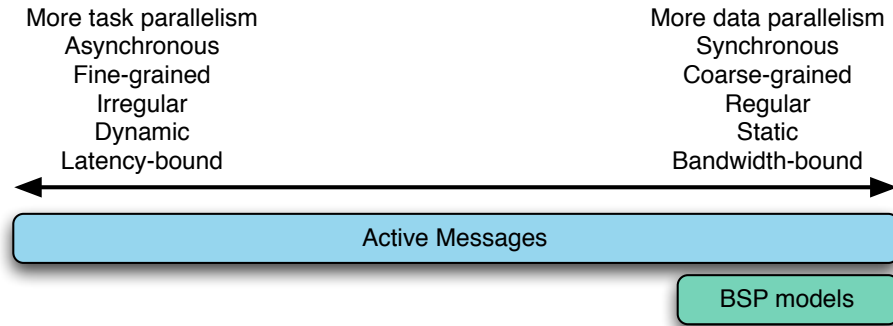 More task parallelism
Asynchronous
Fine-grained
Irregular
Dynamic
Latency-bound
More data parallelism
Synchronous
Coarse-grained
Regular
Static
Bandwidth-bound
Active Messages
BSP models